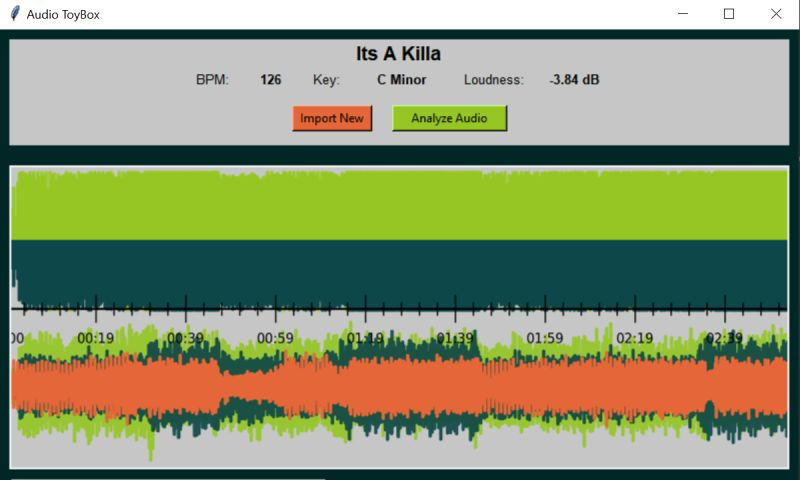 Audio ToyBox
Its A Killa
BPM: 126 Key: C Minor Loudness: -3.84 dB
Import New Analyze Audio
00 00:19 00:39 00:59 01:19 01:39 01:59 02:19 02:39